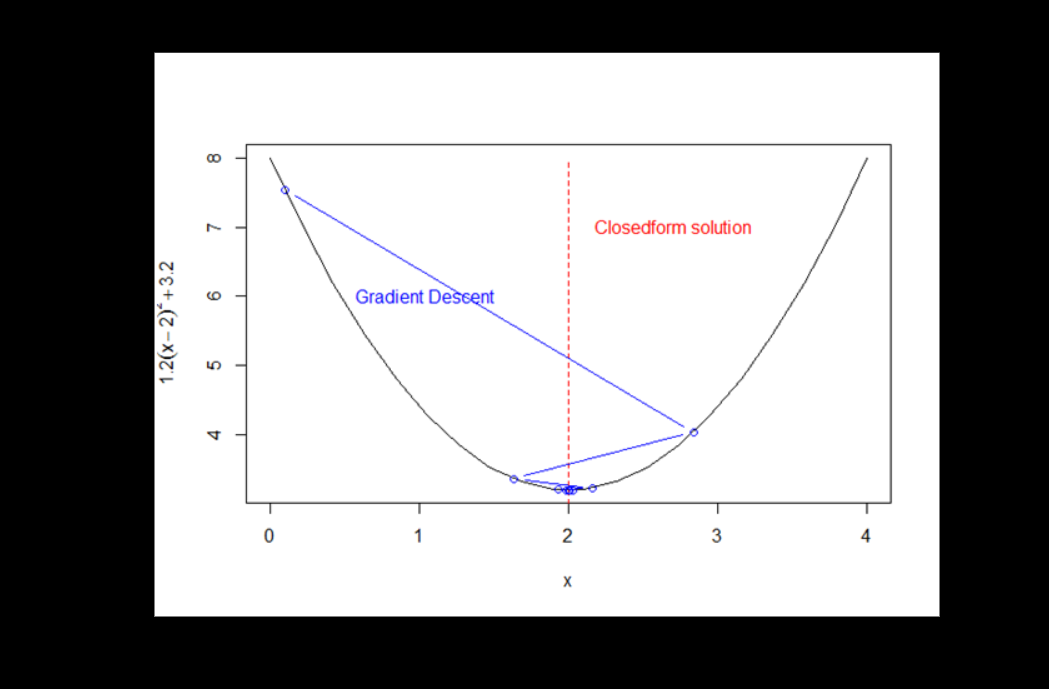 8
Closedform solution
7
Gradient Descent
6
1.2(x − 2)² + 3.2
5
4
0 1 2 3 4
x